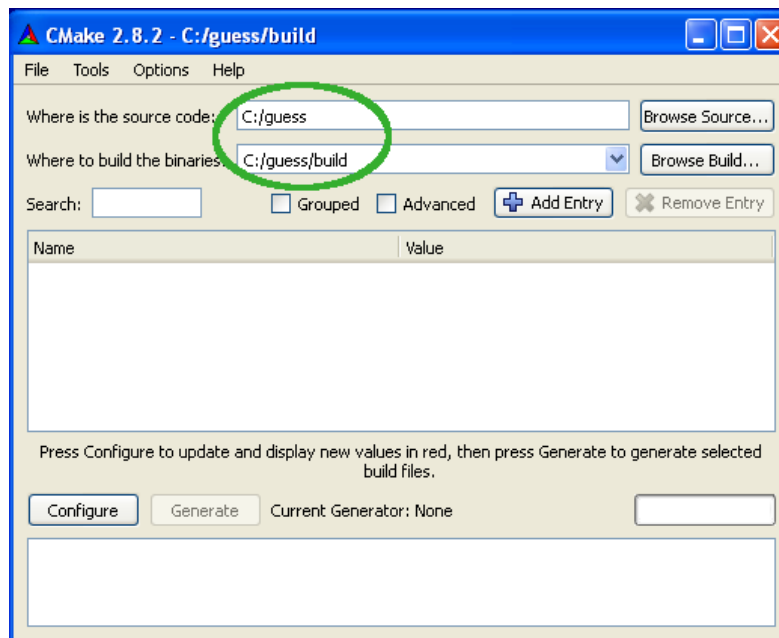 CMake 2.8.2 - C:/guess/build
File Tools Options Help
Where is the source code: C:/guess Browse Source...
Where to build the binaries: C:/guess/build Browse Build...
Search: Grouped Advanced Add Entry Remove Entry
Name Value
Press Configure to update and display new values in red, then press Generate to generate selected
build files.
Configure Generate Current Generator: None